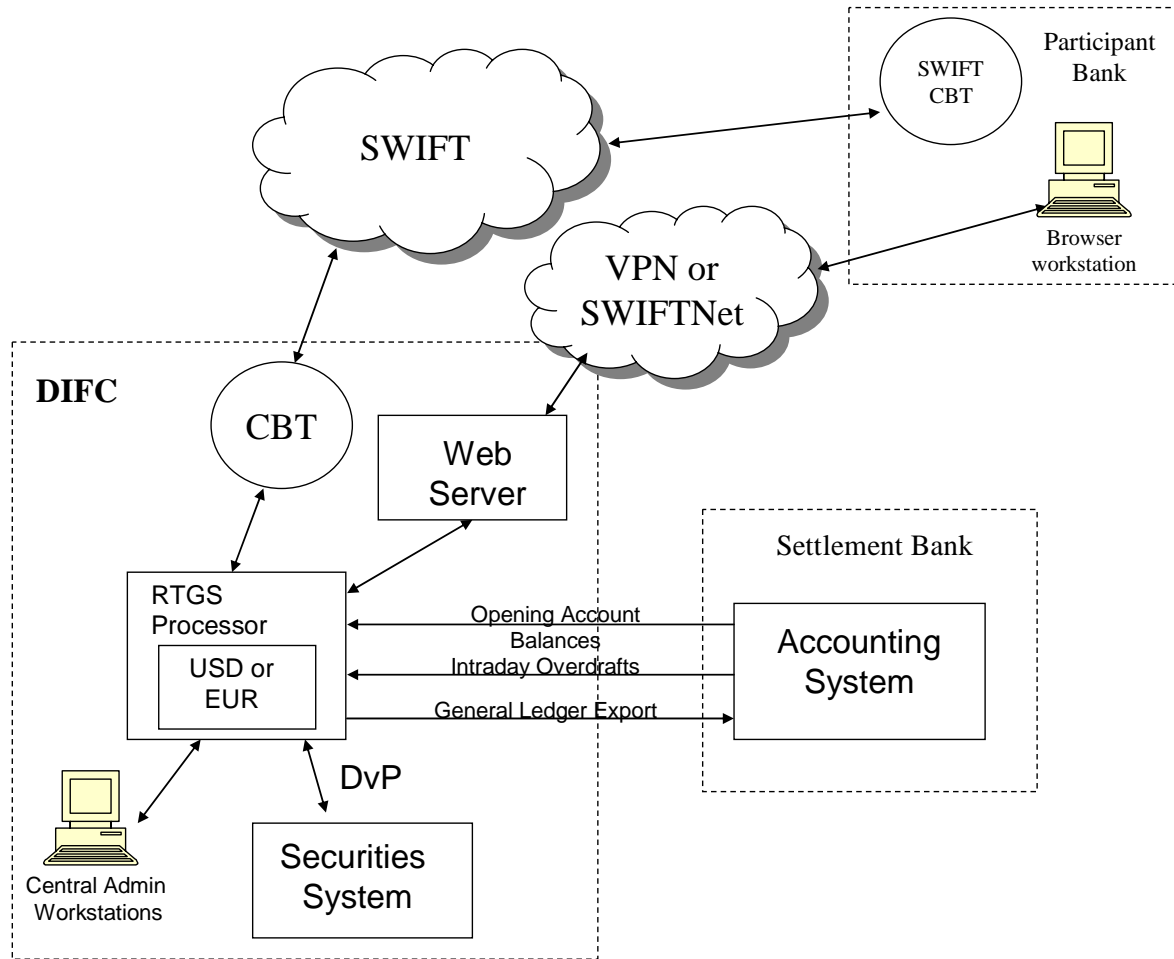 Participant
Bank
SWIFT
CBT
SWIFT
Browser
workstation
VPN or
SWIFTNet
DIFC
CBT
Web
Server
Settlement Bank
RTGS
Processor
USD or
EUR
Opening Account
Balances
Intraday Overdrafts
General Ledger Export
Accounting
System
DvP
Securities
System
Central Admin
Workstations